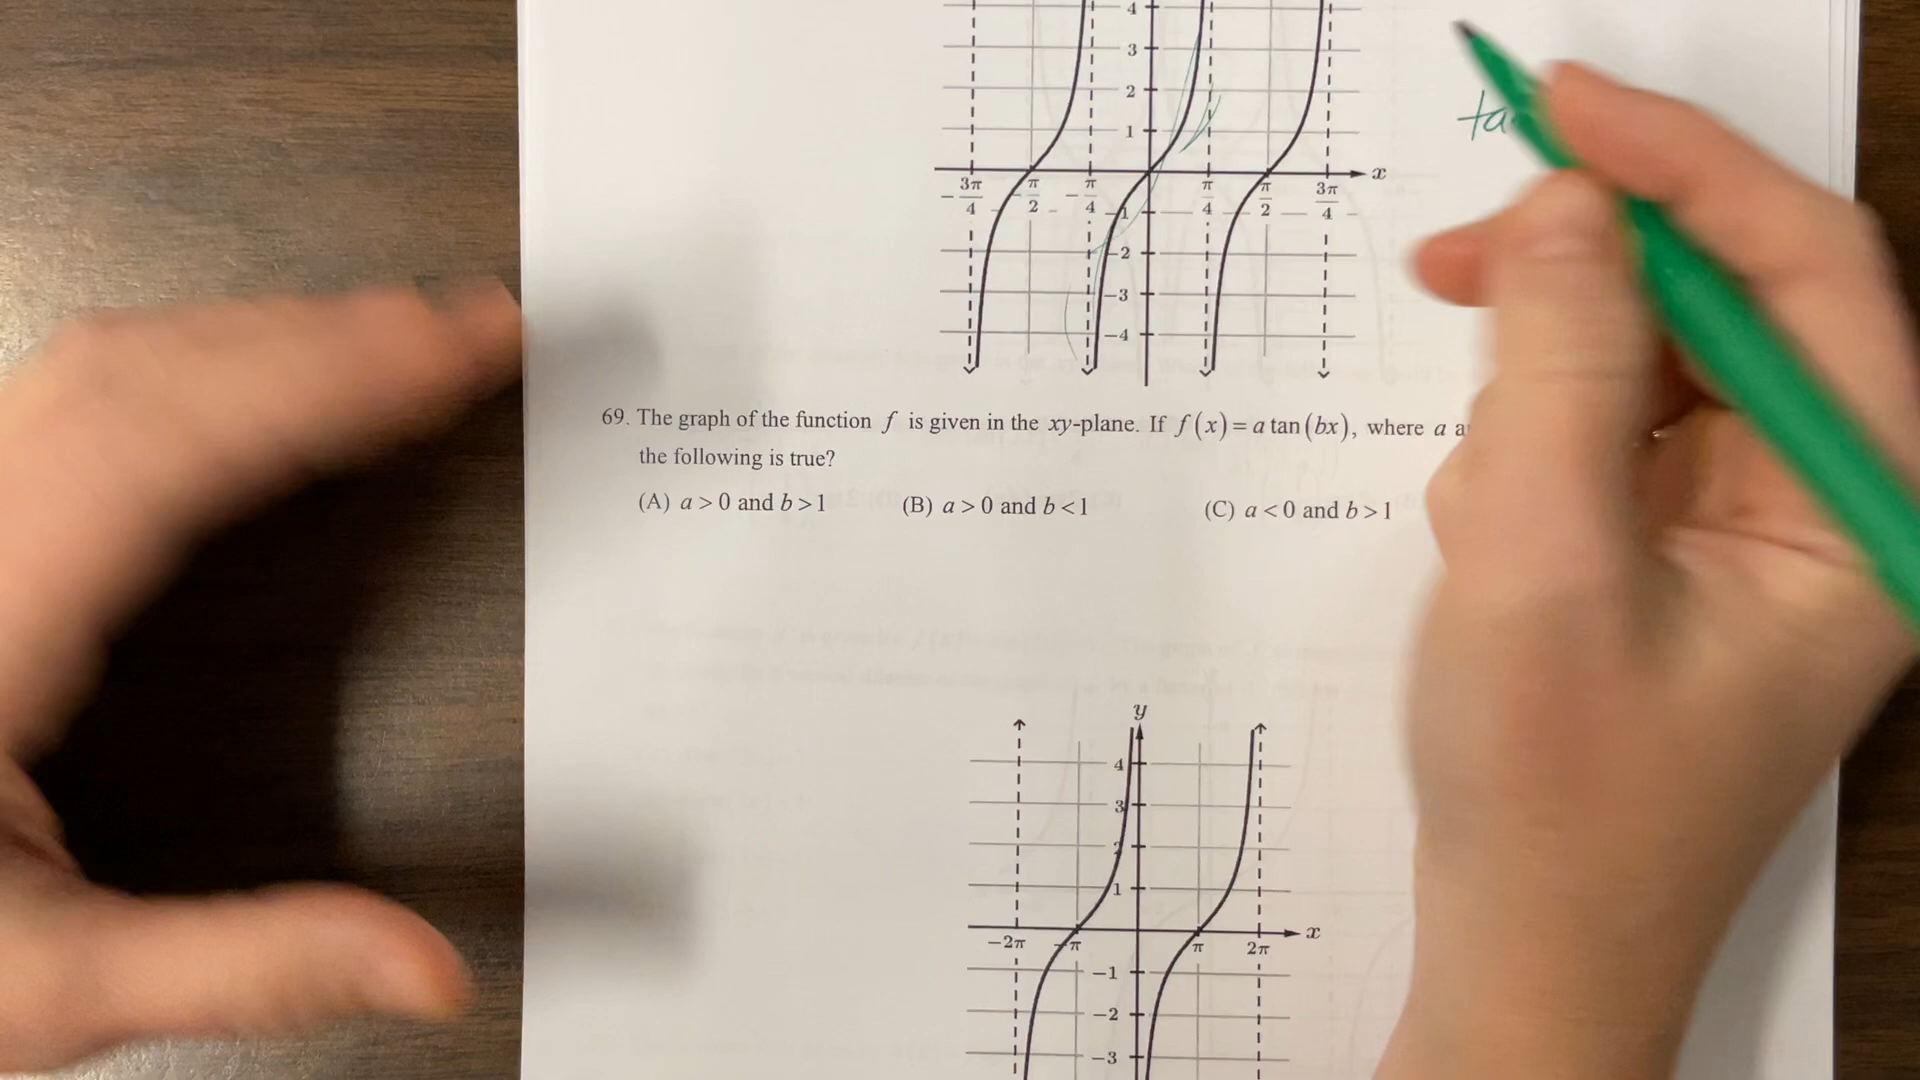 4
3
2
1
x
-3π/4 -π/2 -π/4 π/4 π/2 3π/4
-1
-2
-3
-4
69. The graph of the function f is given in the xy-plane. If f(x) = a tan(bx), where a
the following is true?
(A) a > 0 and b > 1 (B) a > 0 and b < 1 (C) a < 0 and b > 1
y
4
3
2
1
x
-2π -π π 2π
-1
-2
-3